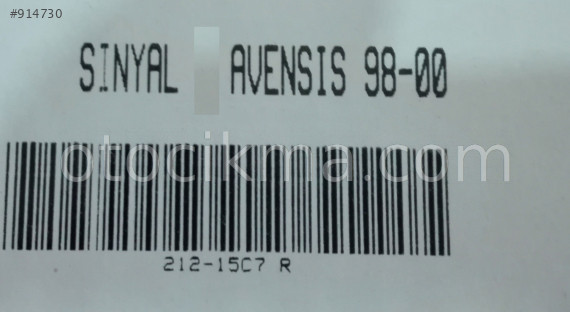 #914730
SINYAL AVENSIS 98-00
otocikma.com
212-15C7 R